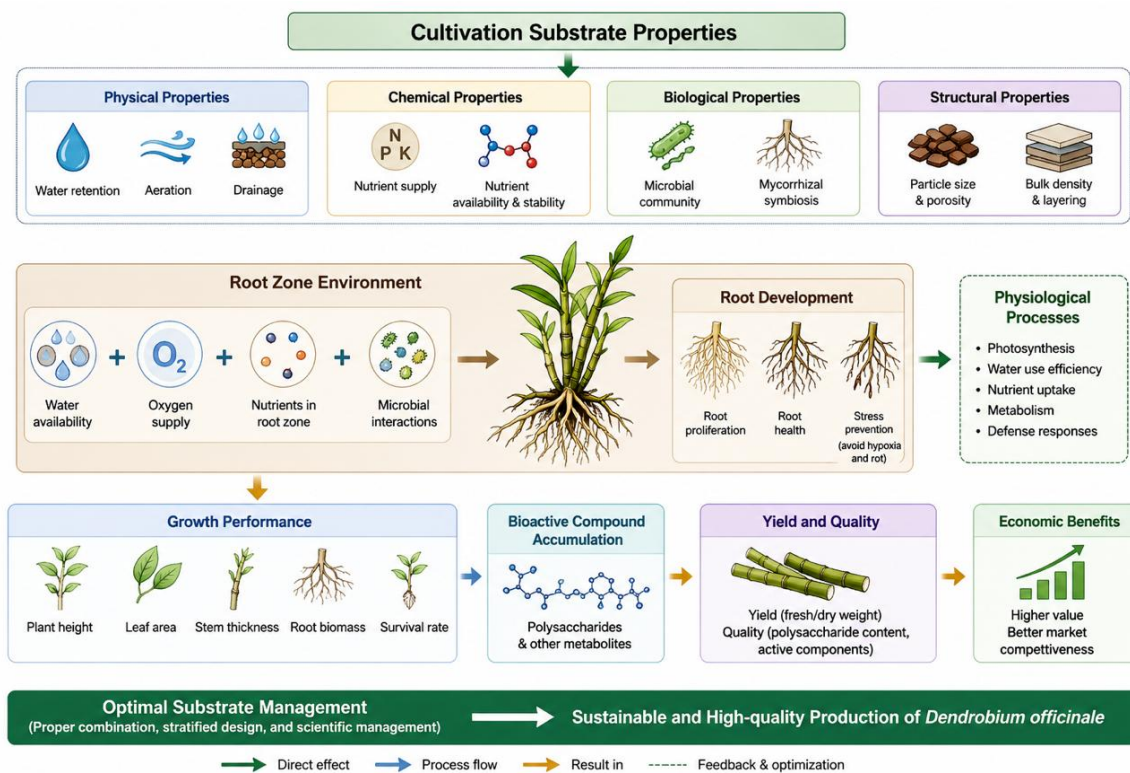 Cultivation Substrate Properties
Physical Properties
Water retention
Aeration
Drainage
Chemical Properties
N
P K
Nutrient supply
Nutrient
availability & stability
Biological Properties
Microbial
community
Mycorrhizal
symbiosis
Structural Properties
Particle size
& porosity
Bulk density
& layering
Root Zone Environment
Water
availability
+
O2
Oxygen
supply
+
Nutrients in
root zone
+
Microbial
interactions
Root Development
Root
proliferation
Root
health
Stress
prevention
(avoid hypoxia
and rot)
Physiological
Processes
• Photosynthesis
• Water use efficiency
• Nutrient uptake
• Metabolism
• Defense responses
Growth Performance
Plant height
Leaf area
Stem thickness
Root biomass
Survival rate
Bioactive Compound
Accumulation
Polysaccharides
& other metabolites
Yield and Quality
Yield (fresh/dry weight)
Quality (polysaccharide content,
active components)
Economic Benefits
Higher value
Better market
compettiveness
Optimal Substrate Management
(Proper combination, stratified design, and scientific management)
Sustainable and High-quality Production of Dendrobium officinale
Direct effect
Process flow
Result in
Feedback & optimization